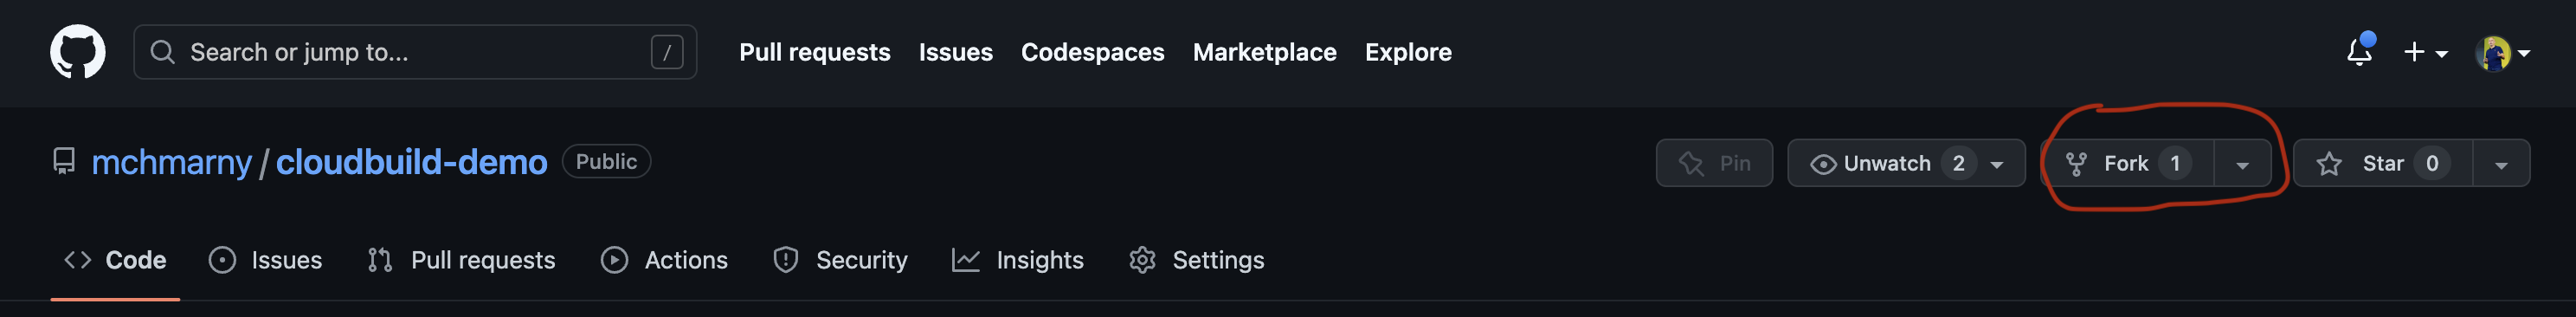 Search or jump to... / Pull requests Issues Codespaces Marketplace Explore
mchmarny / cloudbuild-demo Public Pin Unwatch 2 Fork 1 Star 0
Code Issues Pull requests Actions Security Insights Settings